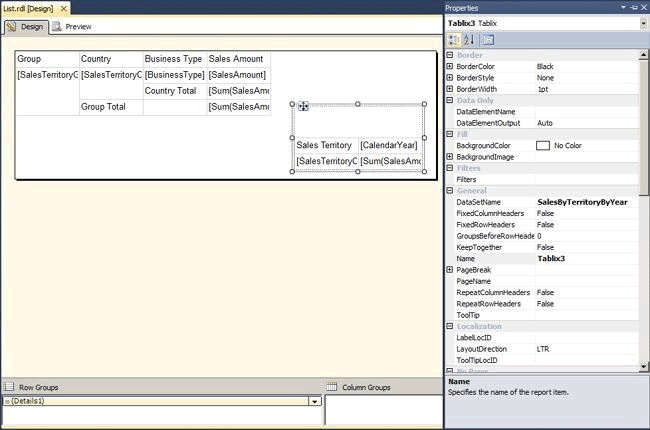 List.rdl [Design]
Design Preview
Group Country Business Type Sales Amount
[SalesTerritoryG [SalesTerritoryC [BusinessType] [SalesAmount]
Country Total [Sum(SalesAm
Group Total [Sum(SalesAmo
Sales Territory [CalendarYear]
[SalesTerritoryC [Sum(SalesAmo
Row Groups
(Details1)
Column Groups
Properties
Tablix3 Tablix
Border
BorderColor Black
BorderStyle None
BorderWidth 1pt
Data Only
DataElementName
DataElementOutput Auto
Fill
BackgroundColor No Color
BackgroundImage
Filters
Filters
General
DataSetName SalesByTerritoryByYear
FixedColumnHeaders False
FixedRowHeaders False
GroupsBeforeRowHeade 0
KeepTogether False
Name Tablix3
PageBreak
PageName
RepeatColumnHeaders False
RepeatRowHeaders False
ToolTip
Localization
LabelLocID
LayoutDirection LTR
ToolTipLocID
No Rows
Name
Specifies the name of the report item.